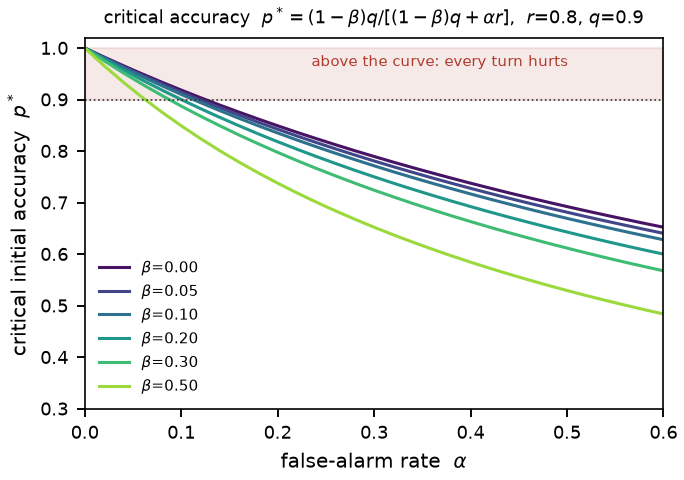 critical accuracy p* = (1 − β)q/[(1 − β)q + αr], r=0.8, q=0.9
above the curve: every turn hurts
critical initial accuracy p*
1.0
0.9
0.8
0.7
0.6
0.5
0.4
0.3
β=0.00
β=0.05
β=0.10
β=0.20
β=0.30
β=0.50
0.0 0.1 0.2 0.3 0.4 0.5 0.6
false-alarm rate α